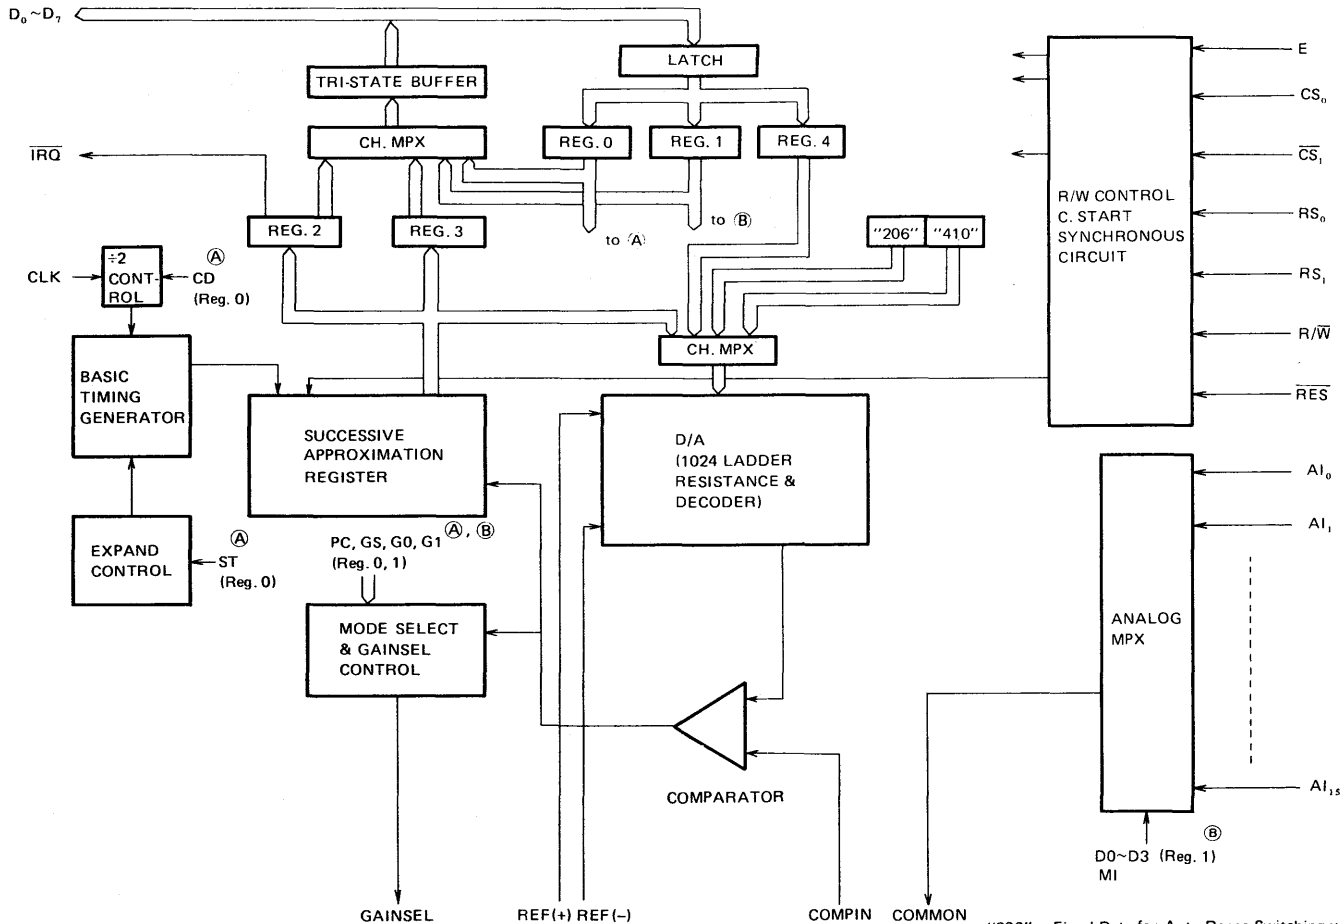 D₀~D₇
LATCH
TRI-STATE BUFFER
CH. MPX
REG. 0
REG. 1
REG. 4
IRQ
REG. 2
REG. 3
to Ⓐ
to Ⓑ
"206"
"410"
÷2
CONT-
ROL
CLK
Ⓐ
CD
(Reg. 0)
CH. MPX
BASIC
TIMING
GENERATOR
SUCCESSIVE
APPROXIMATION
REGISTER
D/A
(1024 LADDER
RESISTANCE &
DECODER)
EXPAND
CONTROL
Ⓐ
ST
(Reg. 0)
Ⓐ, Ⓑ
PC, GS, G0, G1
(Reg. 0, 1)
MODE SELECT
& GAINSEL
CONTROL
COMPARATOR
R/W CONTROL
C. START
SYNCHRONOUS
CIRCUIT
E
CS₀
C̅S̅₁
RS₀
RS₁
R/W̅
R̅E̅S̅
ANALOG
MPX
AI₀
AI₁
AI₁₅
Ⓑ
D0~D3 (Reg. 1)
MI
GAINSEL
REF(+) REF(−)
COMPIN
COMMON